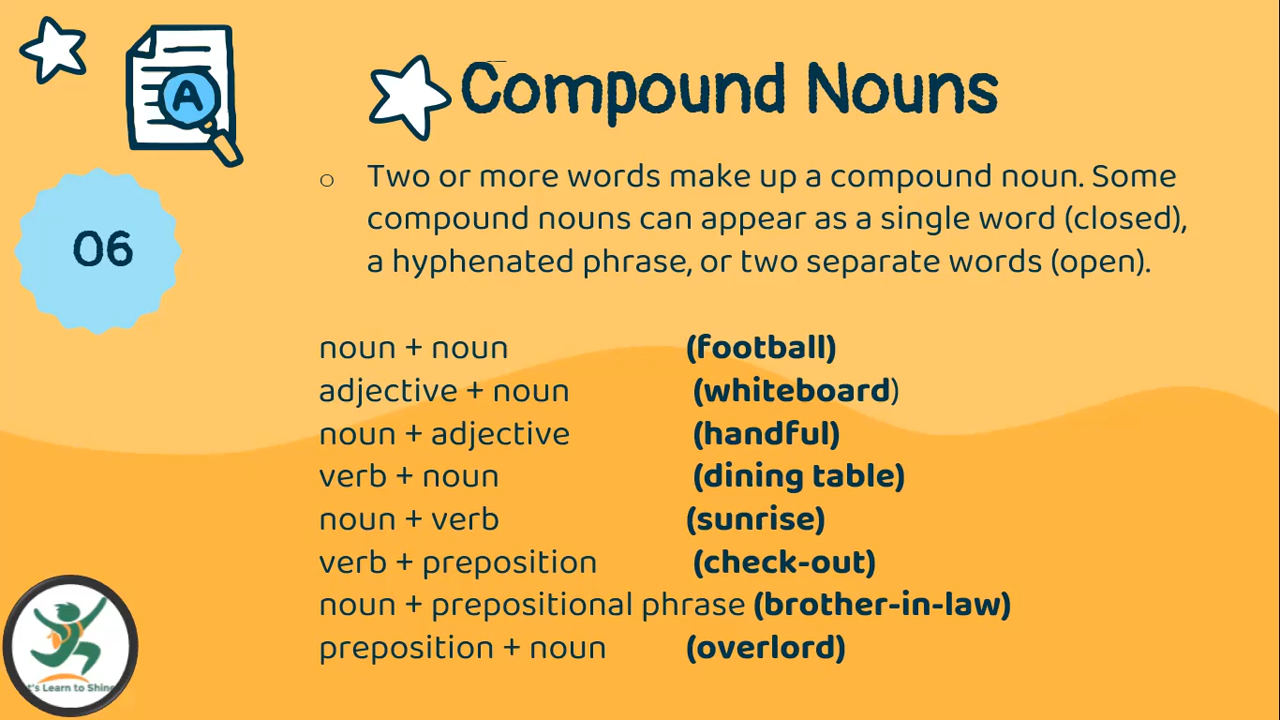 A
Compound Nouns
06
o Two or more words make up a compound noun. Some
compound nouns can appear as a single word (closed),
a hyphenated phrase, or two separate words (open).
noun + noun (football)
adjective + noun (whiteboard)
noun + adjective (handful)
verb + noun (dining table)
noun + verb (sunrise)
verb + preposition (check-out)
noun + prepositional phrase (brother-in-law)
preposition + noun (overlord)
t's Learn to Shine